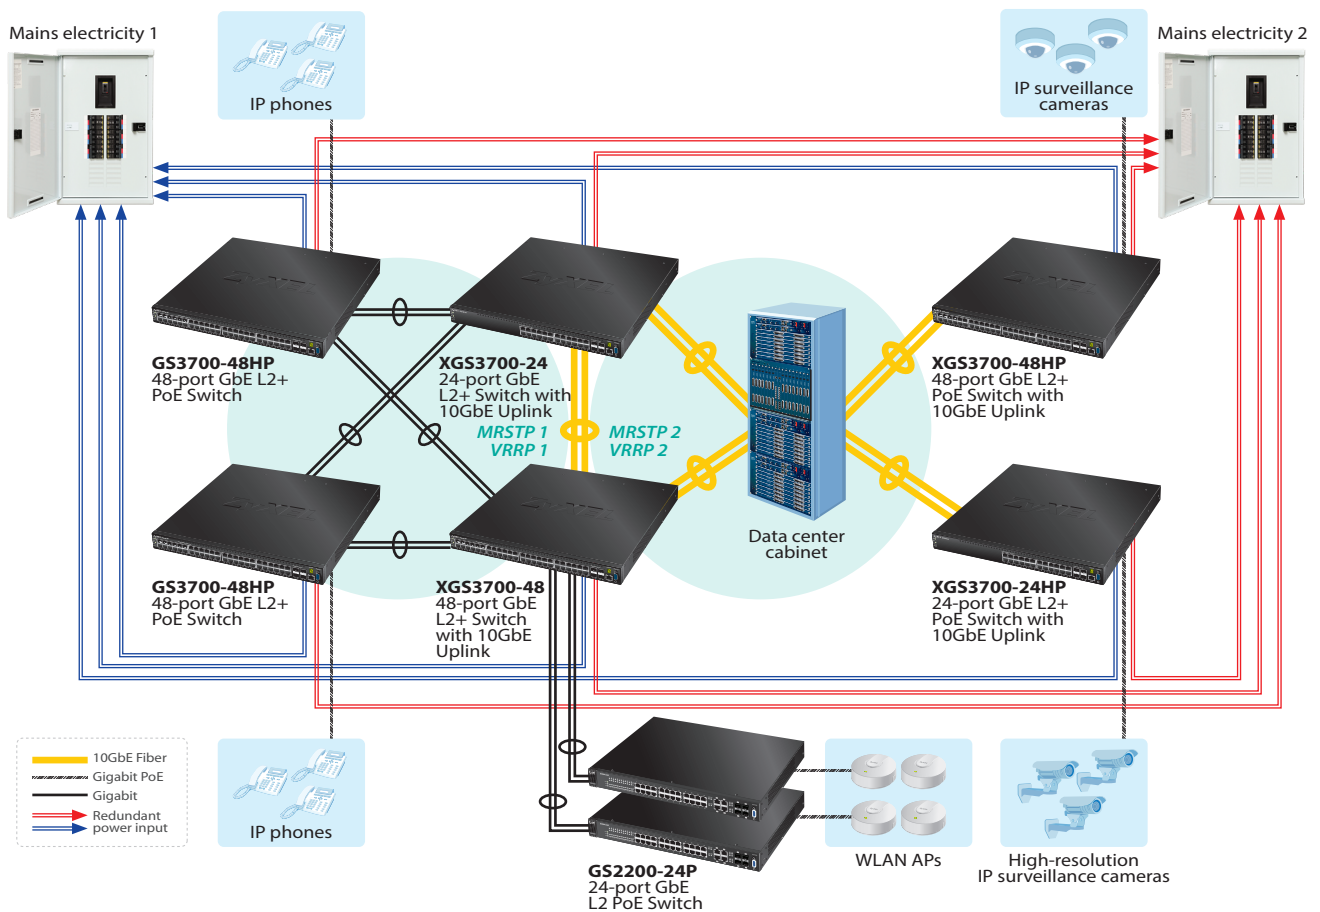 Mains electricity 1
IP phones
IP surveillance
cameras
Mains electricity 2
GS3700-48HP
48-port GbE L2+
PoE Switch
XGS3700-24
24-port GbE
L2+ Switch with
10GbE Uplink
MRSTP 1
VRRP 1
MRSTP 2
VRRP 2
XGS3700-48HP
48-port GbE L2+
PoE Switch with
10GbE Uplink
Data center
cabinet
GS3700-48HP
48-port GbE L2+
PoE Switch
XGS3700-48
48-port GbE
L2+ Switch
with 10GbE
Uplink
XGS3700-24HP
24-port GbE L2+
PoE Switch with
10GbE Uplink
10GbE Fiber
Gigabit PoE
Gigabit
Redundant
power input
IP phones
GS2200-24P
24-port GbE
L2 PoE Switch
WLAN APs
High-resolution
IP surveillance cameras